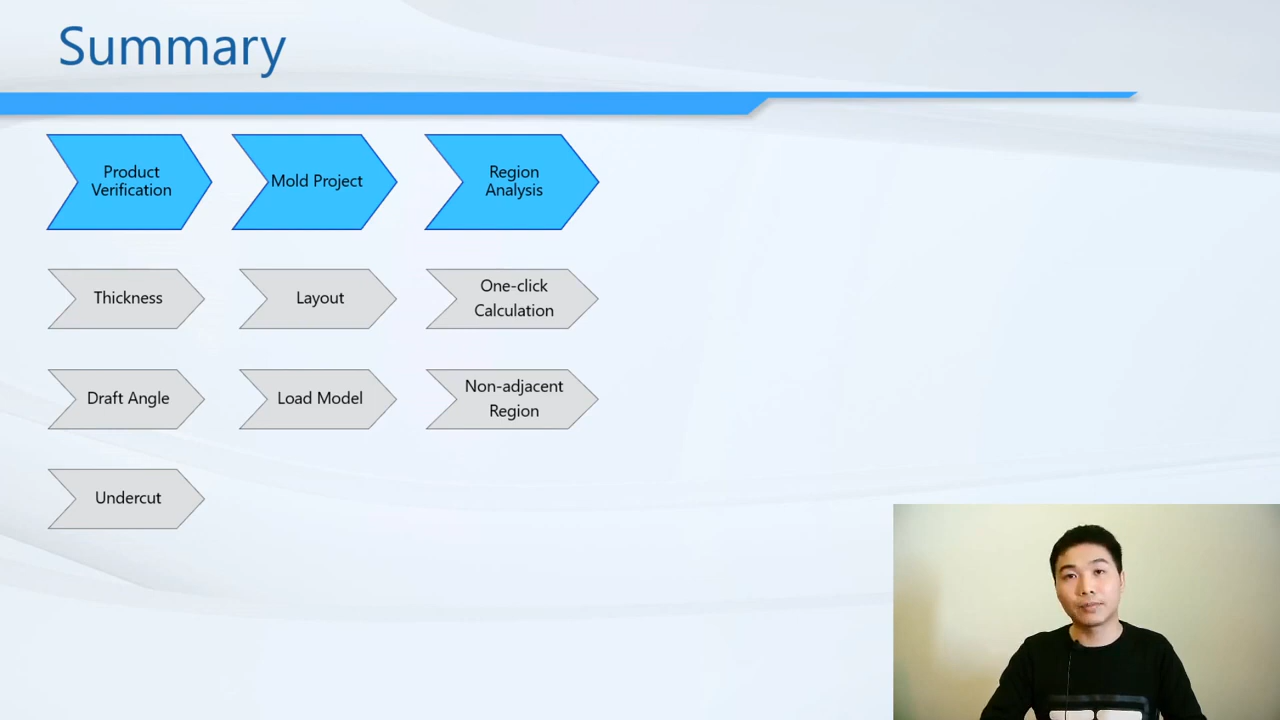 Summary
Product
Verification
Mold Project
Region
Analysis
Thickness
Layout
One-click
Calculation
Draft Angle
Load Model
Non-adjacent
Region
Undercut